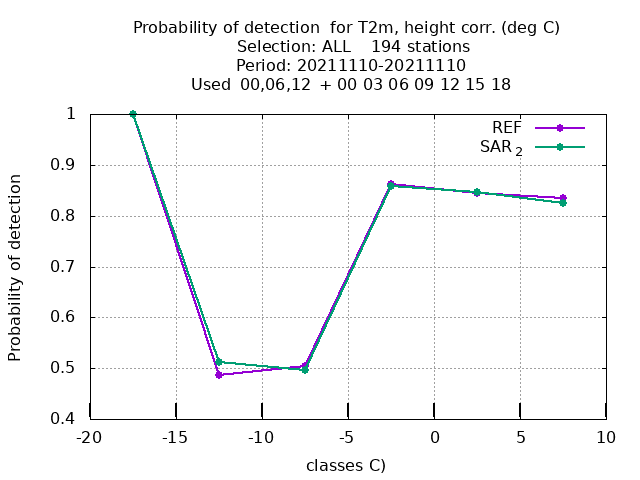 Probability of detection  for T2m, height corr. (deg C)
Selection: ALL    194 stations
Period: 20211110-20211110
Used  00,06,12  + 00 03 06 09 12 15 18
REF
SAR 2
1
0.9
0.8
0.7
0.6
0.5
0.4
Probability of detection
-20 -15 -10 -5 0 5 10
classes C)